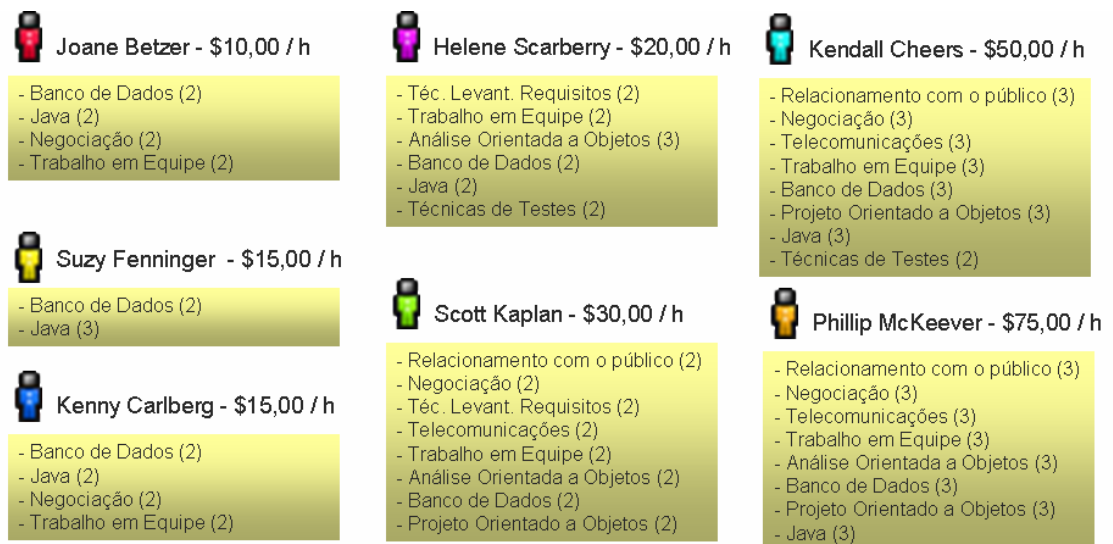 Joane Betzer - $10,00 / h
- Banco de Dados (2)
- Java (2)
- Negociação (2)
- Trabalho em Equipe (2)
Suzy Fenninger - $15,00 / h
- Banco de Dados (2)
- Java (3)
Kenny Carlberg - $15,00 / h
- Banco de Dados (2)
- Java (2)
- Negociação (2)
- Trabalho em Equipe (2)
Helene Scarberry - $20,00 / h
- Téc. Levant. Requisitos (2)
- Trabalho em Equipe (2)
- Análise Orientada a Objetos (3)
- Banco de Dados (2)
- Java (2)
- Técnicas de Testes (2)
Scott Kaplan - $30,00 / h
- Relacionamento com o público (2)
- Negociação (2)
- Téc. Levant. Requisitos (2)
- Telecomunicações (2)
- Trabalho em Equipe (2)
- Análise Orientada a Objetos (2)
- Banco de Dados (2)
- Projeto Orientado a Objetos (2)
Kendall Cheers - $50,00 / h
- Relacionamento com o público (3)
- Negociação (3)
- Telecomunicações (3)
- Trabalho em Equipe (3)
- Banco de Dados (3)
- Projeto Orientado a Objetos (3)
- Java (3)
- Técnicas de Testes (2)
Phillip McKeever - $75,00 / h
- Relacionamento com o público (3)
- Negociação (3)
- Telecomunicações (3)
- Trabalho em Equipe (3)
- Análise Orientada a Objetos (3)
- Banco de Dados (3)
- Projeto Orientado a Objetos (3)
- Java (3)